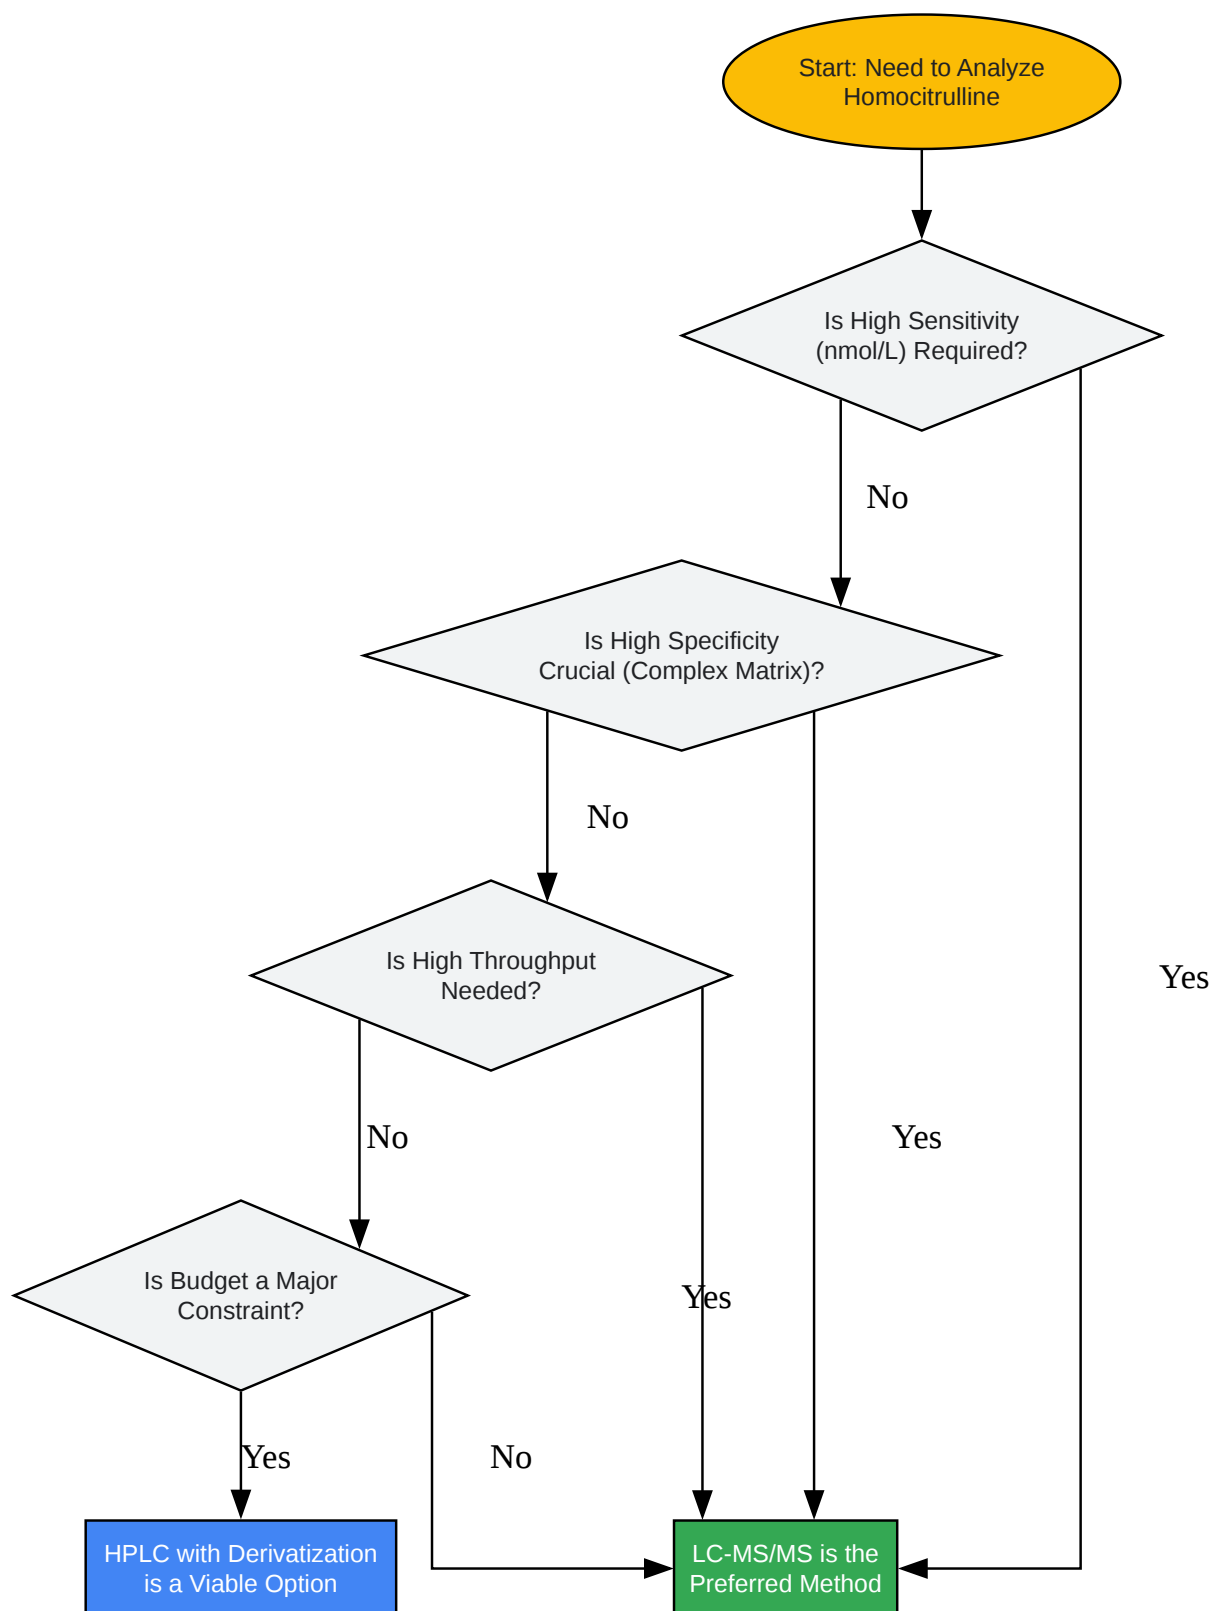 Start: Need to Analyze
Homocitrulline
Is High Sensitivity
(nmol/L) Required?
No
Is High Specificity
Crucial (Complex Matrix)?
No
Is High Throughput
Needed?
Yes
No
Yes
Is Budget a Major
Constraint?
Yes
Yes
No
HPLC with Derivatization
is a Viable Option
LC-MS/MS is the
Preferred Method